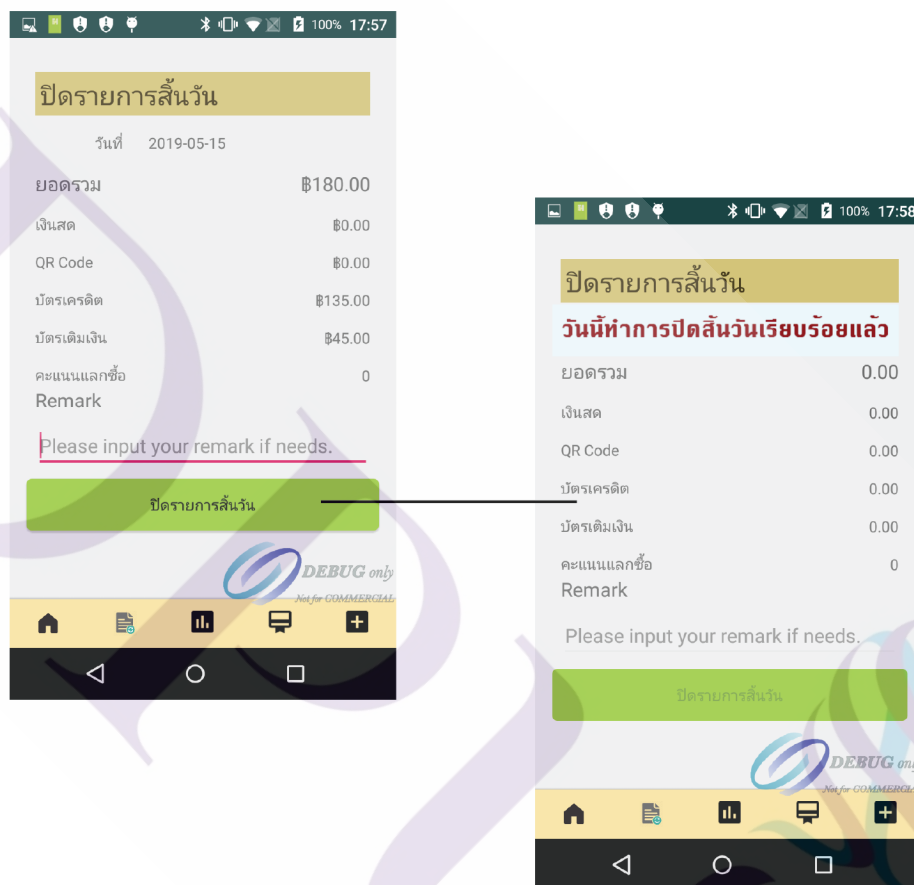 100% 17:57
ปิดรายการสิ้นวัน
วันที่ 2019-05-15
ยอดรวม ฿180.00
เงินสด ฿0.00
QR Code ฿0.00
บัตรเครดิต ฿135.00
บัตรเติมเงิน ฿45.00
คะแนนแลกซื้อ 0
Remark
Please input your remark if needs.
ปิดรายการสิ้นวัน
DEBUG only
Not for COMMERCIAL
100% 17:58
ปิดรายการสิ้นวัน
วันนี้ทำการปิดสิ้นวันเรียบร้อยแล้ว
ยอดรวม 0.00
เงินสด 0.00
QR Code 0.00
บัตรเครดิต 0.00
บัตรเติมเงิน 0.00
คะแนนแลกซื้อ 0
Remark
Please input your remark if needs.
ปิดรายการสิ้นวัน
DEBUG
Not for